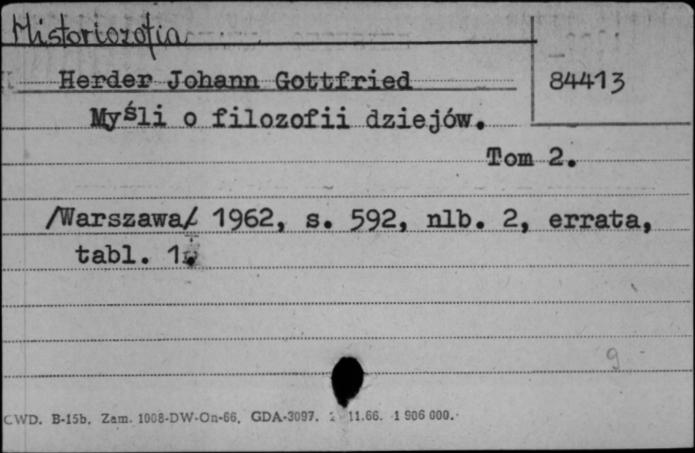 Historiozofia
Herder Johann Gottfried 84413
Myśli o filozofii dziejów.
Tom 2.
/Warszawa/ 1962, s. 592, nlb. 2, errata,
tabl. 1.
9
CWD. B-15b. Zam. 1008-DW-On-66. GDA-3097. 11.66. 1 906 000.